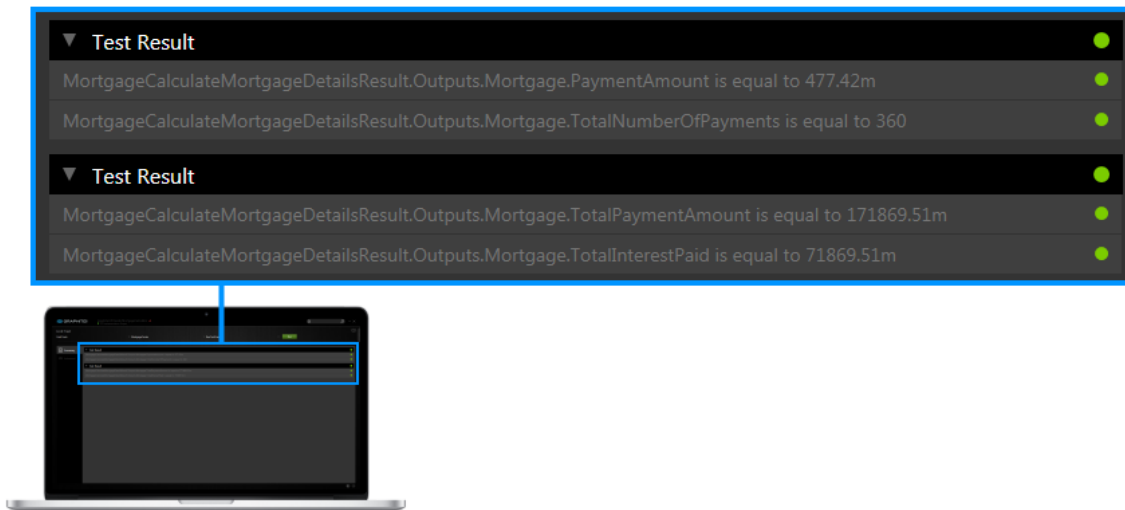 Test Result
MortgageCalculateMortgageDetailsResult.Outputs.Mortgage.PaymentAmount is equal to 477.42m
MortgageCalculateMortgageDetailsResult.Outputs.Mortgage.TotalNumberOfPayments is equal to 360
Test Result
MortgageCalculateMortgageDetailsResult.Outputs.Mortgage.TotalPaymentAmount is equal to 171869.51m
MortgageCalculateMortgageDetailsResult.Outputs.Mortgage.TotalInterestPaid is equal to 71869.51m